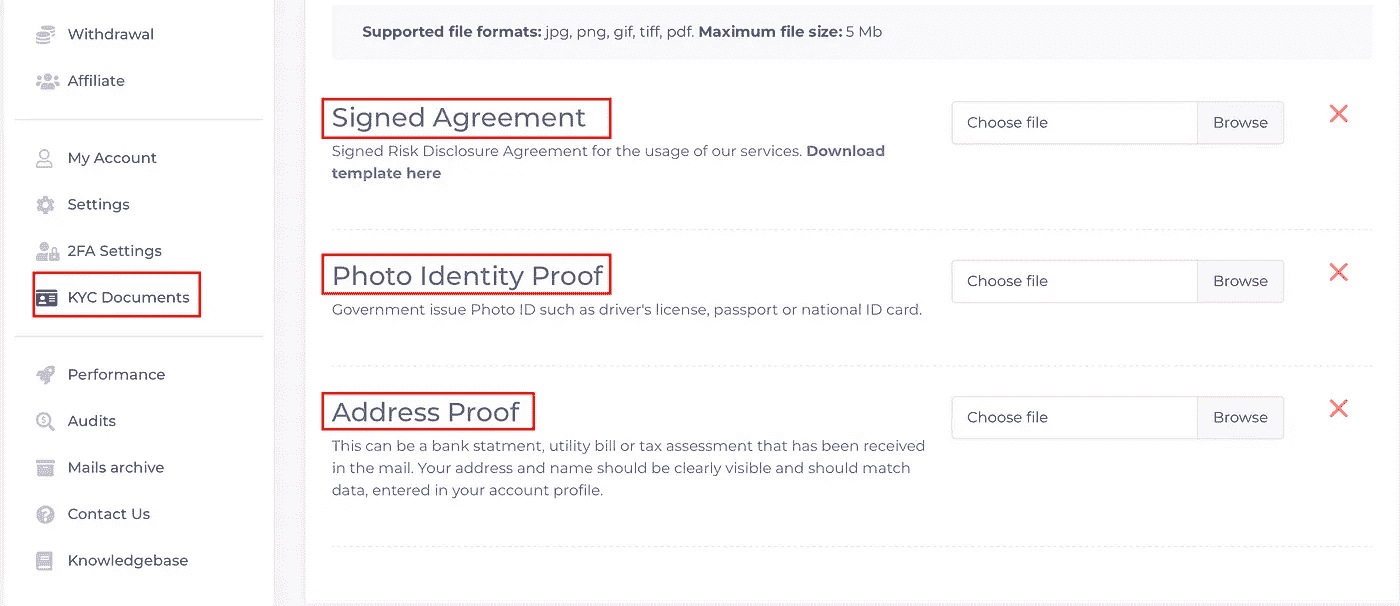 Withdrawal
Affiliate
My Account
Settings
2FA Settings
KYC Documents
Performance
Audits
Mails archive
Contact Us
Knowledgebase
Supported file formats: jpg, png, gif, tiff, pdf. Maximum file size: 5 Mb
Signed Agreement
Signed Risk Disclosure Agreement for the usage of our services. Download
template here
Choose file
Browse
Photo Identity Proof
Government issue Photo ID such as driver's license, passport or national ID card.
Choose file
Browse
Address Proof
This can be a bank statment, utility bill or tax assessment that has been received
in the mail. Your address and name should be clearly visible and should match
data, entered in your account profile.
Choose file
Browse